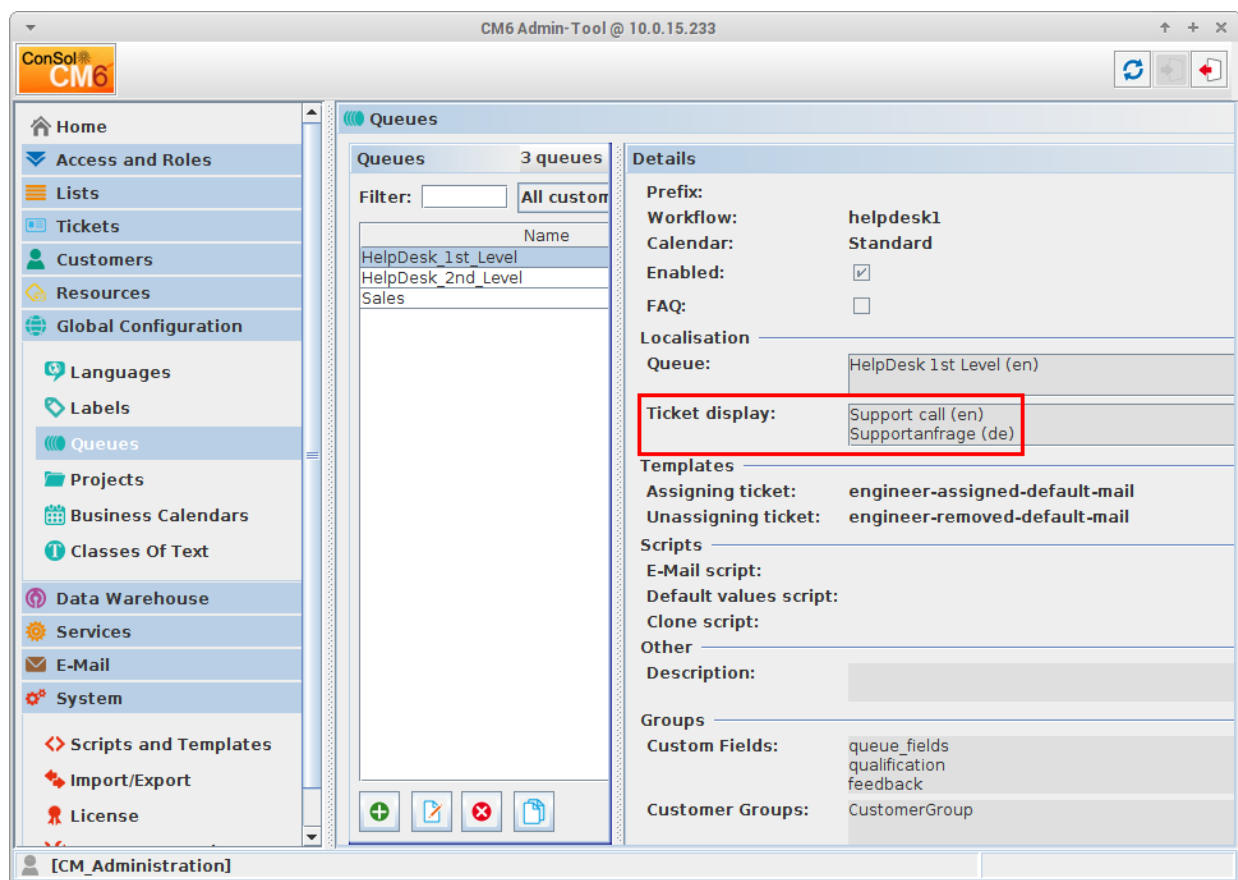 CM6 Admin-Tool @ 10.0.15.233
ConSol
CM6
Home
Access and Roles
Lists
Tickets
Customers
Resources
Global Configuration
Languages
Labels
Queues
Projects
Business Calendars
Classes Of Text
Data Warehouse
Services
E-Mail
System
Scripts and Templates
Import/Export
License
Queues
Queues 3 queues
Filter: All custom
Name
HelpDesk_1st_Level
HelpDesk_2nd_Level
Sales
Details
Prefix:
Workflow: helpdesk1
Calendar: Standard
Enabled:
FAQ:
Localisation
Queue: HelpDesk 1st Level (en)
Ticket display: Support call (en)
Supportanfrage (de)
Templates
Assigning ticket: engineer-assigned-default-mail
Unassigning ticket: engineer-removed-default-mail
Scripts
E-Mail script:
Default values script:
Clone script:
Other
Description:
Groups
Custom Fields: queue_fields
qualification
feedback
Customer Groups: CustomerGroup
[CM_Administration]